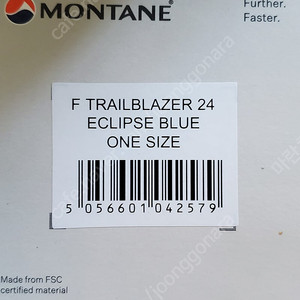 MONTANE
Further.
Faster.
F TRAILBLAZER 24
ECLIPSE BLUE
ONE SIZE
5 056601 042579
Made from FSC
certified material